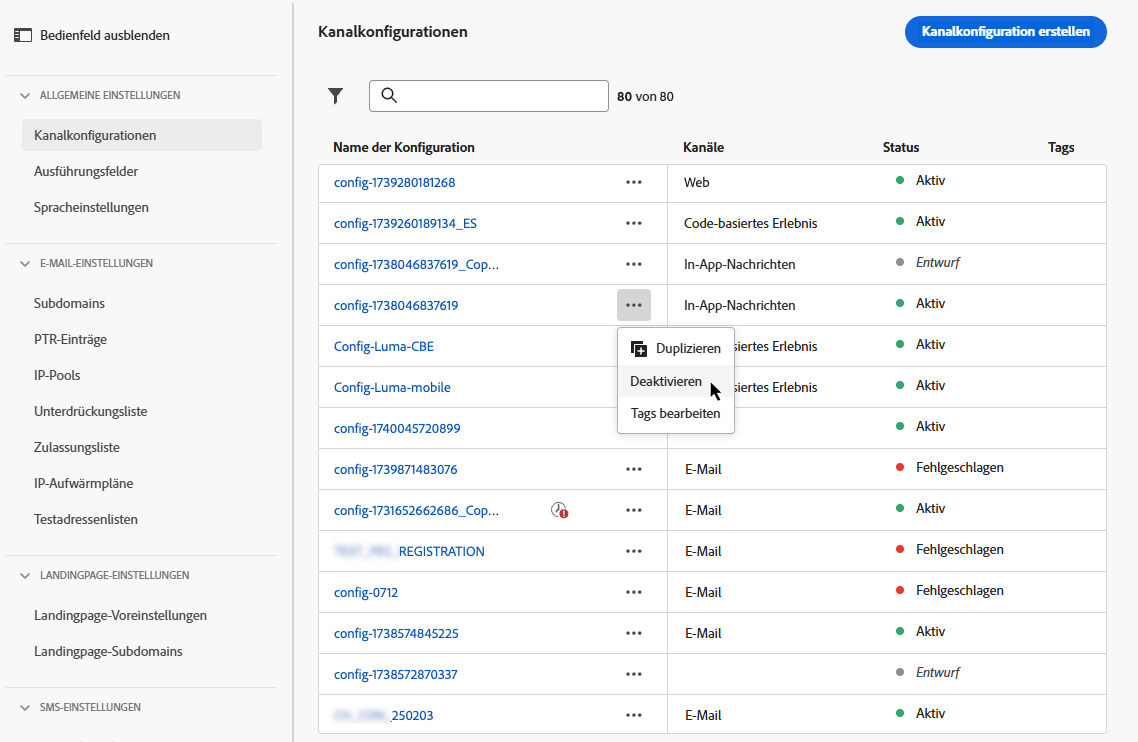 Bedienfeld ausblenden
ALLGEMEINE EINSTELLUNGEN
Kanalkonfigurationen
Ausführungsfelder
Spracheinstellungen
E-MAIL-EINSTELLUNGEN
Subdomains
PTR-Einträge
IP-Pools
Unterdrückungsliste
Zulassungsliste
IP-Aufwärmpläne
Testadressenlisten
LANDINGPAGE-EINSTELLUNGEN
Landingpage-Voreinstellungen
Landingpage-Subdomains
SMS-EINSTELLUNGEN
Kanalkonfigurationen
Kanalkonfiguration erstellen
80 von 80
Name der Konfiguration Kanäle Status Tags
config-1739280181268 ••• Web Aktiv
config-1739260189134_ES ••• Code-basiertes Erlebnis Aktiv
config-1738046837619_Cop... ••• In-App-Nachrichten Entwurf
config-1738046837619 ••• In-App-Nachrichten Aktiv
Config-Luma-CBE siertes Erlebnis Aktiv
Config-Luma-mobile siertes Erlebnis Aktiv
config-1740045720899 Aktiv
Duplizieren
Deaktivieren
Tags bearbeiten
config-1739871483076 ••• E-Mail Fehlgeschlagen
config-1731652662686_Cop... ••• E-Mail Aktiv
REGISTRATION ••• E-Mail Fehlgeschlagen
config-0712 ••• E-Mail Fehlgeschlagen
config-1738574845225 ••• E-Mail Aktiv
config-1738572870337 ••• Entwurf
_250203 ••• E-Mail Aktiv